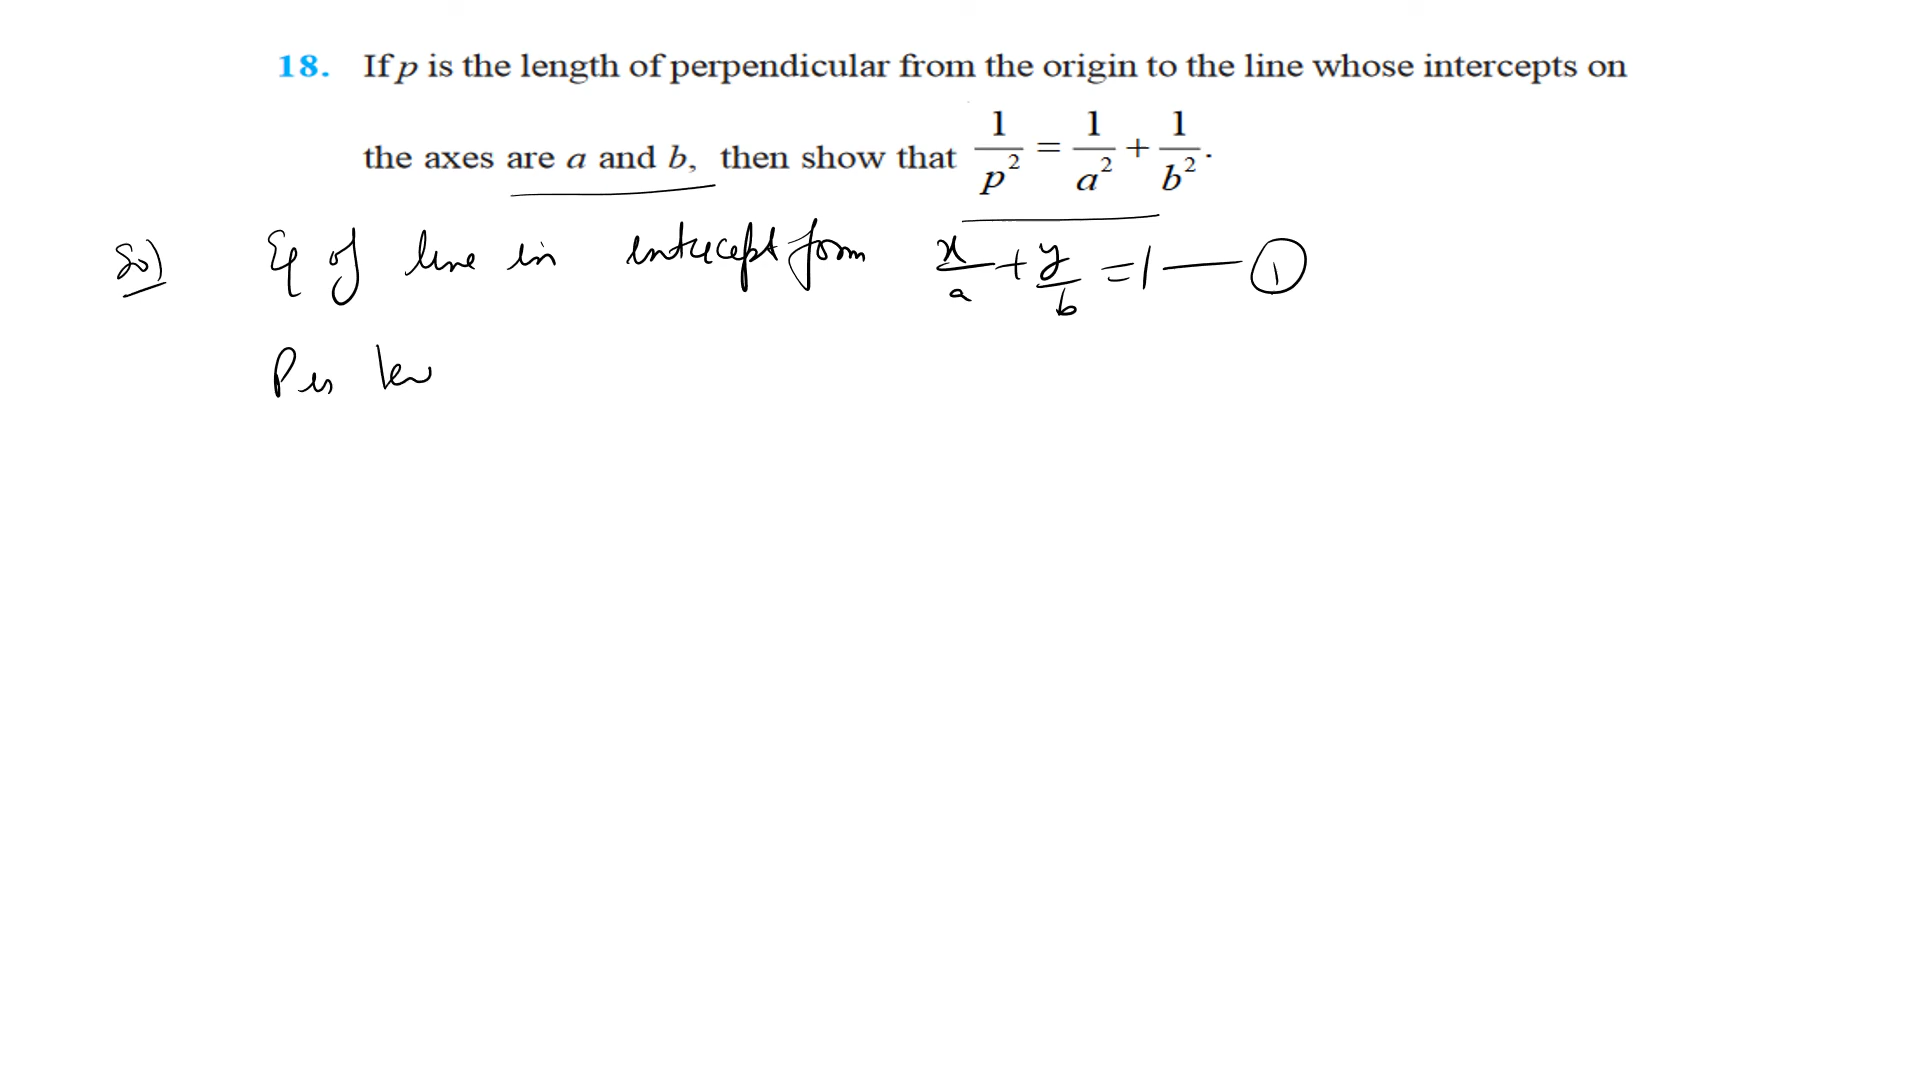 18. If p is the length of perpendicular from the origin to the line whose intercepts on
the axes are a and b, then show that 1/p² = 1/a² + 1/b².
Sol Eq of line in intercept form x/a + y/b = 1 — ①
P is len